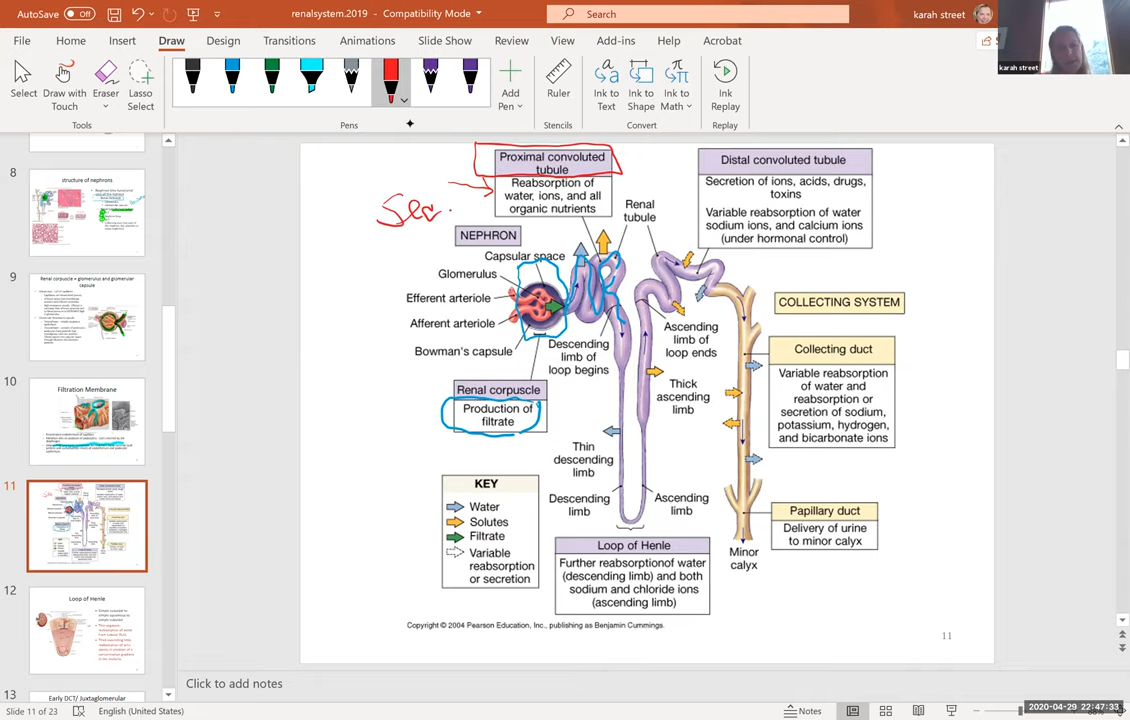 AutoSave Off
renalsystem.2019 - Compatibility Mode
Search
karah street
File Home Insert Draw Design Transitions Animations Slide Show Review View Add-ins Help Acrobat
Select
Draw with Touch
Eraser
Lasso Select
Add Pen
Ruler
Ink to Text
Ink to Shape
Ink to Math
Ink Replay
Tools
Pens
Stencils
Convert
Replay
karah street
8
structure of nephrons
9
Renal corpuscle = glomerulus and glomerular capsule
10
Filtration Membrane
11
12
Loop of Henle
13
Early DCT/ Juxtaglomerular
Proximal convoluted
tubule
Reabsorption of
water, ions, and all
organic nutrients
Distal convoluted tubule
Secretion of ions, acids, drugs,
toxins
Variable reabsorption of water
sodium ions, and calcium ions
(under hormonal control)
Renal
tubule
NEPHRON
Capsular space
Glomerulus
Efferent arteriole
Afferent arteriole
Bowman's capsule
Descending
limb of
loop begins
Ascending
limb of
loop ends
COLLECTING SYSTEM
Collecting duct
Variable reabsorption
of water and
reabsorption or
secretion of sodium,
potassium, hydrogen,
and bicarbonate ions
Renal corpuscle
Production of
filtrate
Thick
ascending
limb
Thin
descending
limb
KEY
Water
Solutes
Filtrate
Variable
reabsorption
or secretion
Descending
limb
Ascending
limb
Papillary duct
Delivery of urine
to minor calyx
Minor
calyx
Loop of Henle
Further reabsorptionof water
(descending limb) and both
sodium and chloride ions
(ascending limb)
Copyright © 2004 Pearson Education, Inc., publishing as Benjamin Cummings.
11
Click to add notes
Slide 11 of 23
English (United States)
Notes
2020-04-29 22:47:33